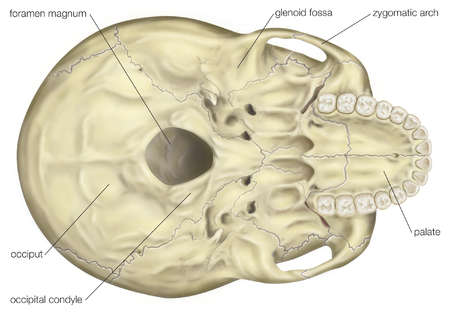 foramen magnum
glenoid fossa
zygomatic arch
palate
occiput
occipital condyle